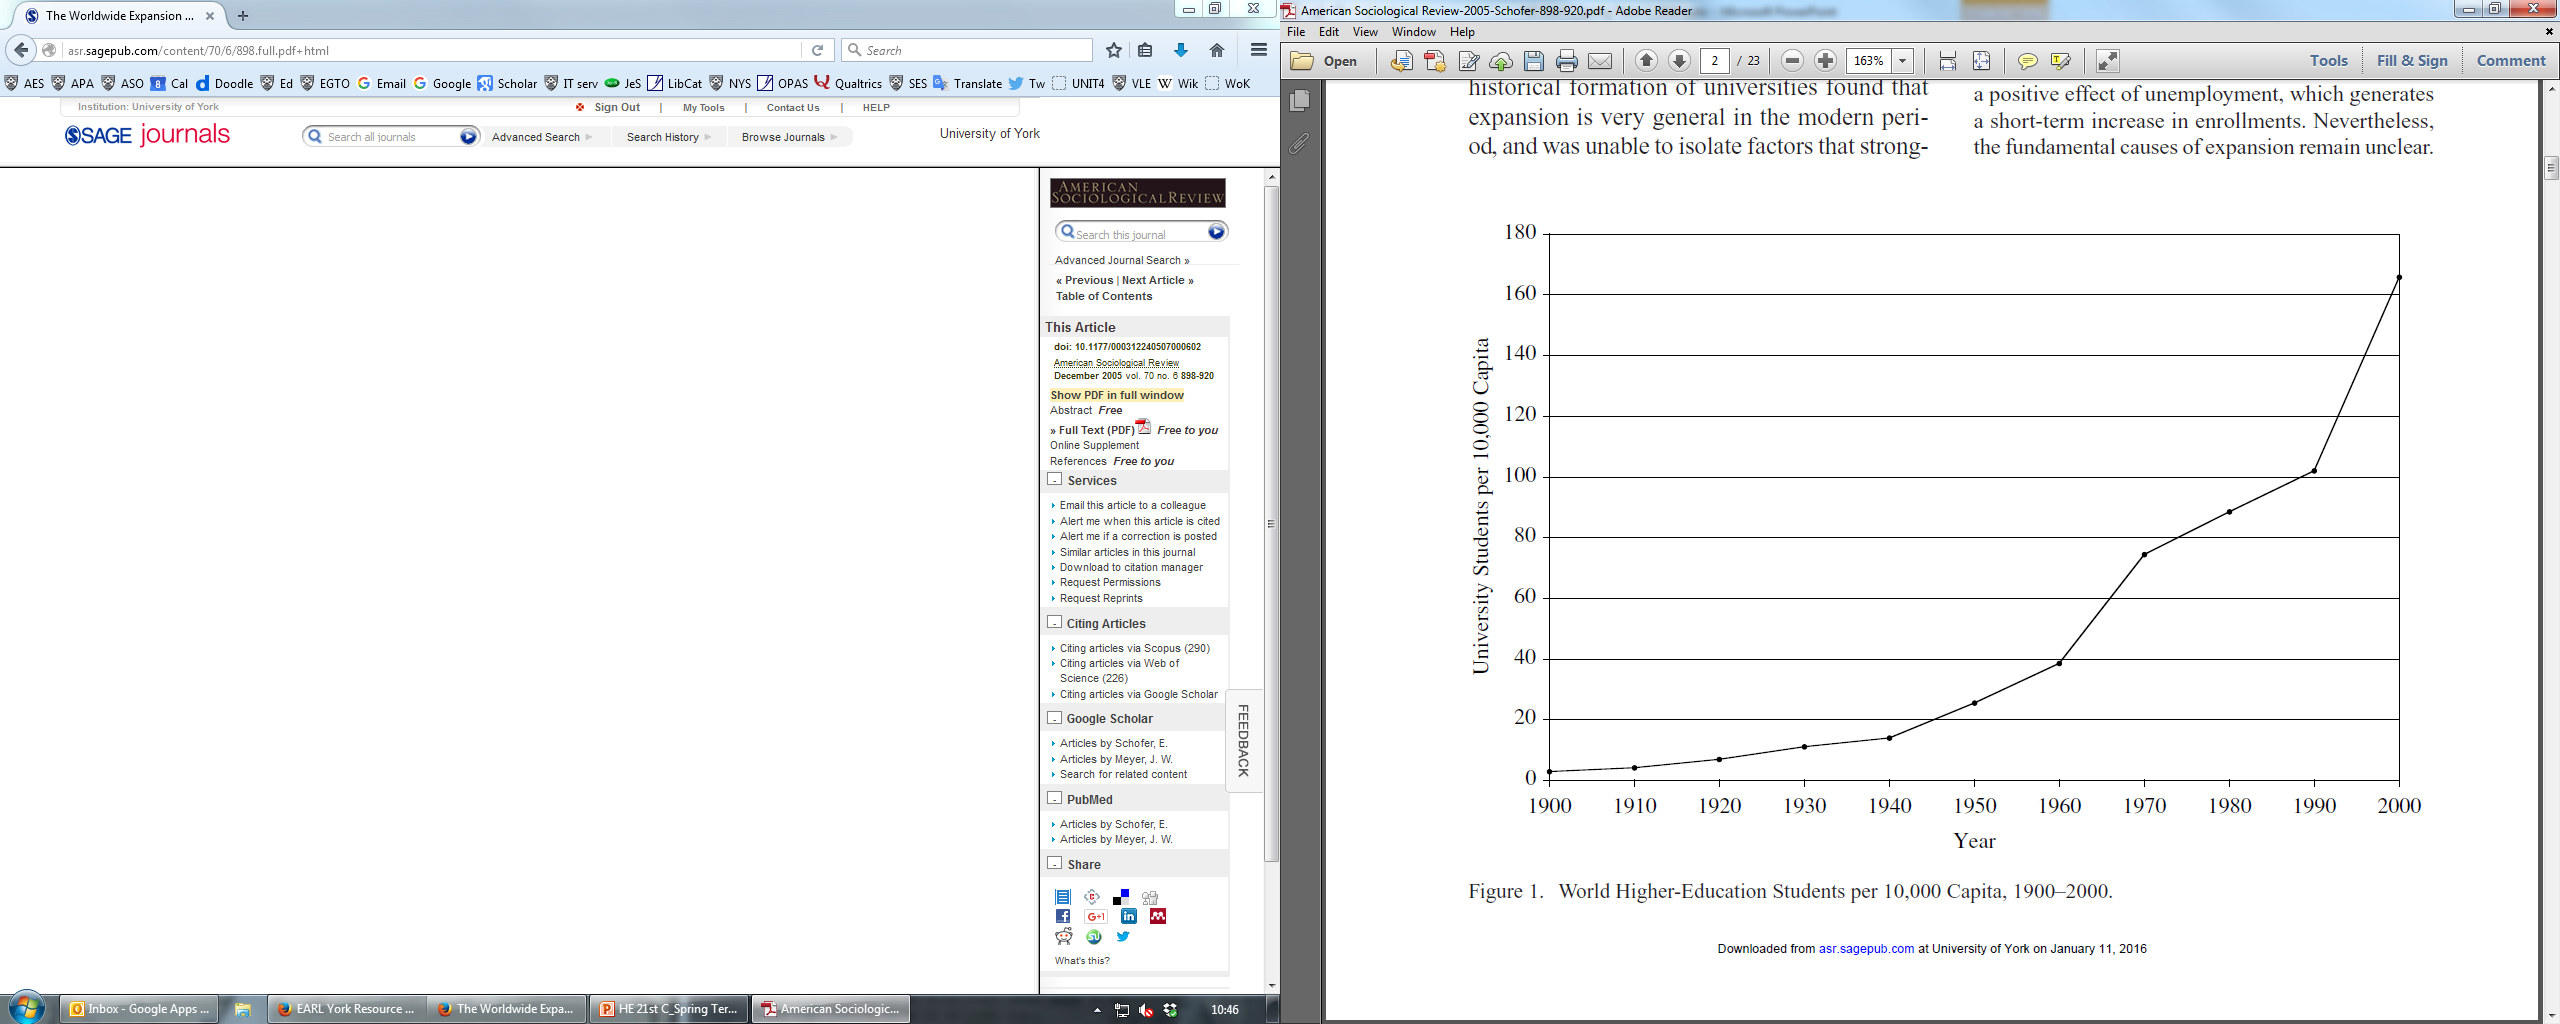 The Worldwide Expansion ...
asr.sagepub.com/content/70/6/898.full.pdf+html
Search
AES APA ASO Cal Doodle Ed EGTO Email Google Scholar IT serv JeS LibCat NYS OPAS Qualtrics SES Translate Tw UNIT4 VLE Wik WoK
Institution: University of York
Sign Out | My Tools | Contact Us | HELP
SAGE journals
Search all journals
Advanced Search
Search History
Browse Journals
University of York
AMERICAN
SOCIOLOGICAL REVIEW
Search this journal
Advanced Journal Search »
« Previous | Next Article »
Table of Contents
This Article
doi: 10.1177/000312240507000602
American Sociological Review
December 2005 vol. 70 no. 6 898-920
Show PDF in full window
Abstract Free
» Full Text (PDF) Free to you
Online Supplement
References Free to you
Services
Email this article to a colleague
Alert me when this article is cited
Alert me if a correction is posted
Similar articles in this journal
Download to citation manager
Request Permissions
Request Reprints
Citing Articles
Citing articles via Scopus (290)
Citing articles via Web of
Science (226)
Citing articles via Google Scholar
Google Scholar
Articles by Schofer, E.
Articles by Meyer, J. W.
Search for related content
PubMed
Articles by Schofer, E.
Articles by Meyer, J. W.
Share
What's this?
FEEDBACK
Inbox - Google Apps ...
EARL York Resource ...
The Worldwide Expa...
HE 21st C_Spring Ter...
American Sociologic...
10:46
American Sociological Review-2005-Schofer-898-920.pdf - Adobe Reader
File Edit View Window Help
Open
2 / 23
163%
Tools
Fill & Sign
Comment
historical formation of universities found that
expansion is very general in the modern peri-
od, and was unable to isolate factors that strong-
a positive effect of unemployment, which generates
a short-term increase in enrollments. Nevertheless,
the fundamental causes of expansion remain unclear.
University Students per 10,000 Capita
180
160
140
120
100
80
60
40
20
0
1900 1910 1920 1930 1940 1950 1960 1970 1980 1990 2000
Year
Figure 1. World Higher-Education Students per 10,000 Capita, 1900–2000.
Downloaded from asr.sagepub.com at University of York on January 11, 2016